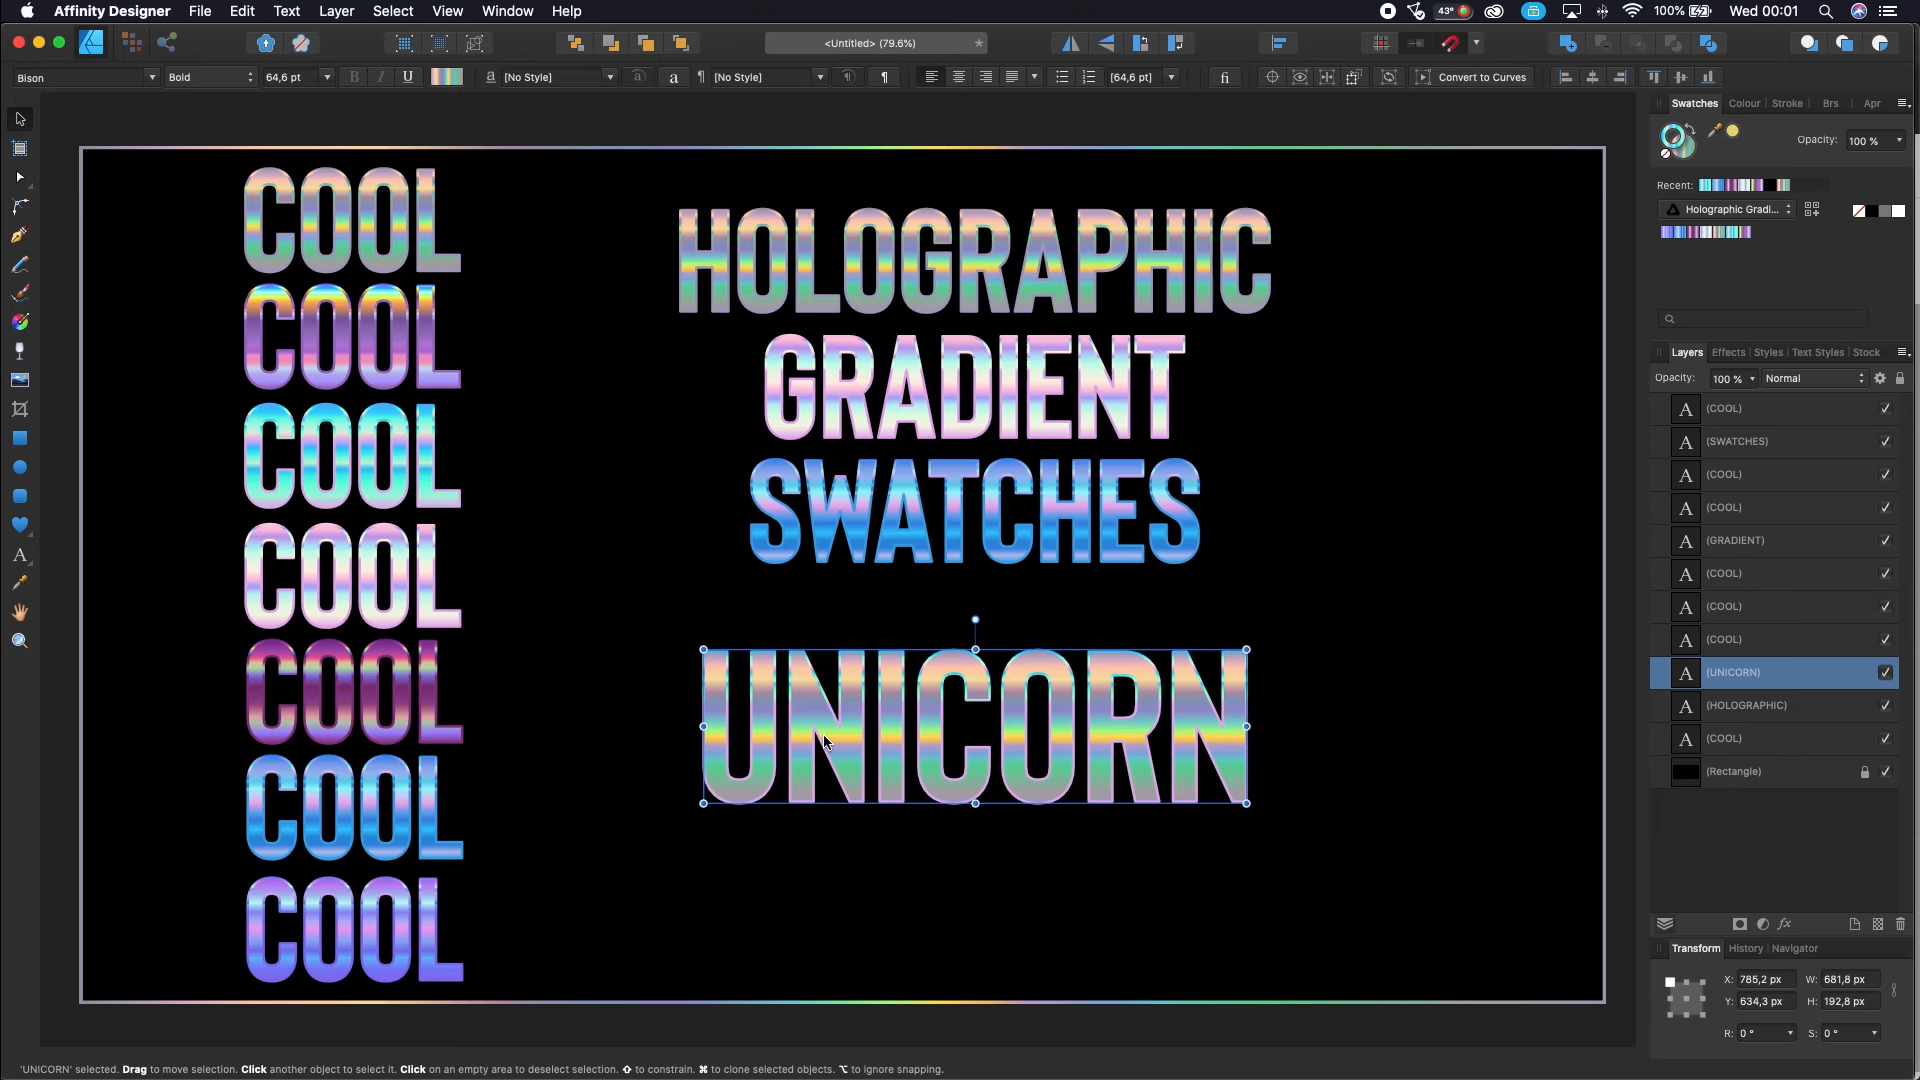 Affinity Designer File Edit Text Layer Select View Window Help 43° 100% Wed 00:01
<Untitled> (79.6%)
Bison Bold 64,6 pt B I U a [No Style] a a ¶ [No Style] ¶ ¶ [64,6 pt] fi Convert to Curves
Swatches Colour Stroke Brs Apr
Opacity: 100 %
Recent:
Holographic Gradi...
COOL
COOL
COOL
COOL
COOL
COOL
COOL
HOLOGRAPHIC
GRADIENT
SWATCHES
UNICORN
Layers Effects Styles Text Styles Stock
Opacity: 100 % Normal
A (COOL)
A (SWATCHES)
A (COOL)
A (COOL)
A (GRADIENT)
A (COOL)
A (COOL)
A (COOL)
A (UNICORN)
A (HOLOGRAPHIC)
A (COOL)
(Rectangle)
fx
Transform History Navigator
X: 785,2 px W: 681,8 px
Y: 634,3 px H: 192,8 px
R: 0 ° S: 0 °
'UNICORN' selected. Drag to move selection. Click another object to select it. Click on an empty area to deselect selection. ⇧ to constrain. ⌘ to clone selected objects. ⌥ to ignore snapping.